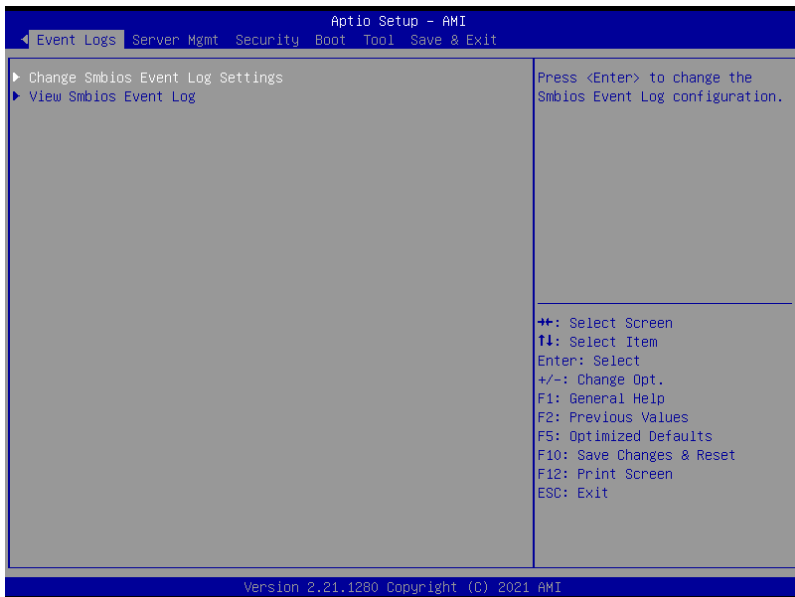 Aptio Setup - AMI
Event Logs Server Mgmt Security Boot Tool Save & Exit
Change Smbios Event Log Settings
View Smbios Event Log
Press <Enter> to change the
Smbios Event Log configuration.
→←: Select Screen
↑↓: Select Item
Enter: Select
+/-: Change Opt.
F1: General Help
F2: Previous Values
F5: Optimized Defaults
F10: Save Changes & Reset
F12: Print Screen
ESC: Exit
Version 2.21.1280 Copyright (C) 2021 AMI